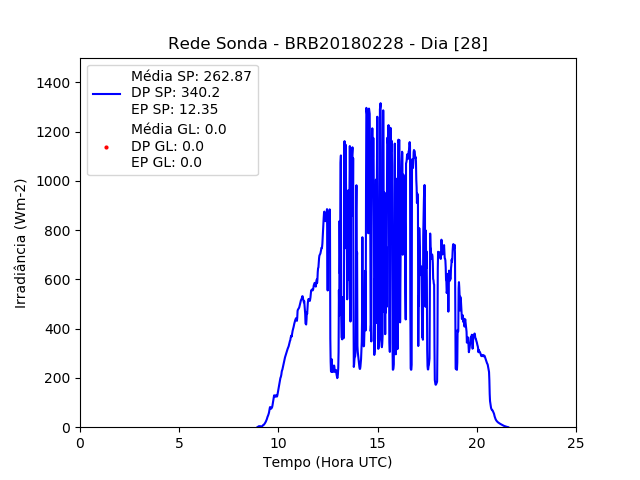 Rede Sonda - BRB20180228 - Dia [28]
Média SP: 262.87
DP SP: 340.2
EP SP: 12.35
Média GL: 0.0
DP GL: 0.0
EP GL: 0.0
Irradiância (Wm-2)
1400
1200
1000
800
600
400
200
0
0 5 10 15 20 25
Tempo (Hora UTC)